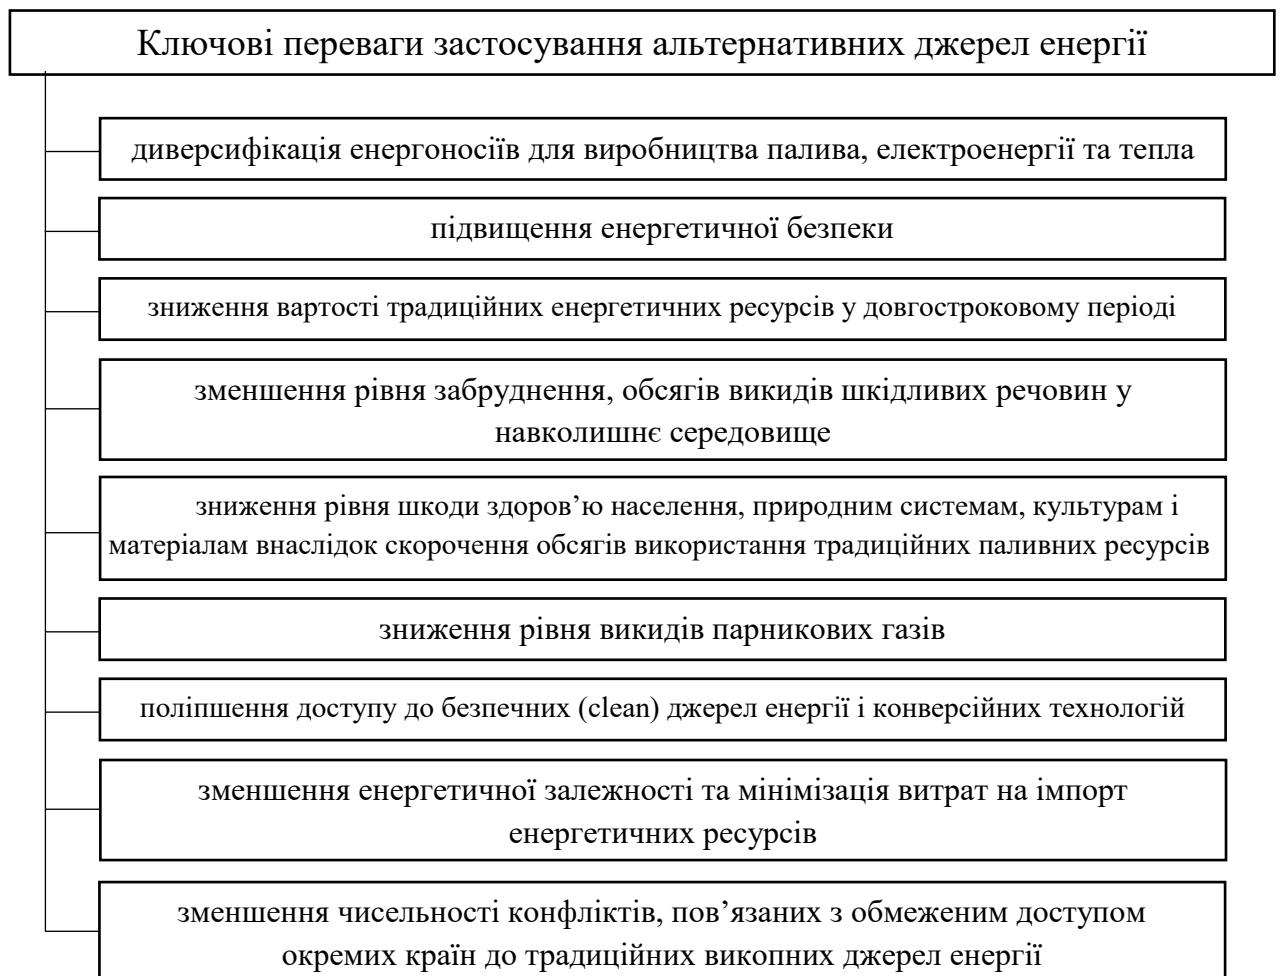 Ключові переваги застосування альтернативних джерел енергії
диверсифікація енергоносіїв для виробництва палива, електроенергії та тепла
підвищення енергетичної безпеки
зниження вартості традиційних енергетичних ресурсів у довгостроковому періоді
зменшення рівня забруднення, обсягів викидів шкідливих речовин у
навколишнє середовище
зниження рівня шкоди здоров’ю населення, природним системам, культурам і
матеріалам внаслідок скорочення обсягів використання традиційних паливних ресурсів
зниження рівня викидів парникових газів
поліпшення доступу до безпечних (clean) джерел енергії і конверсійних технологій
зменшення енергетичної залежності та мінімізація витрат на імпорт
енергетичних ресурсів
зменшення чисельності конфліктів, пов’язаних з обмеженим доступом
окремих країн до традиційних викопних джерел енергії